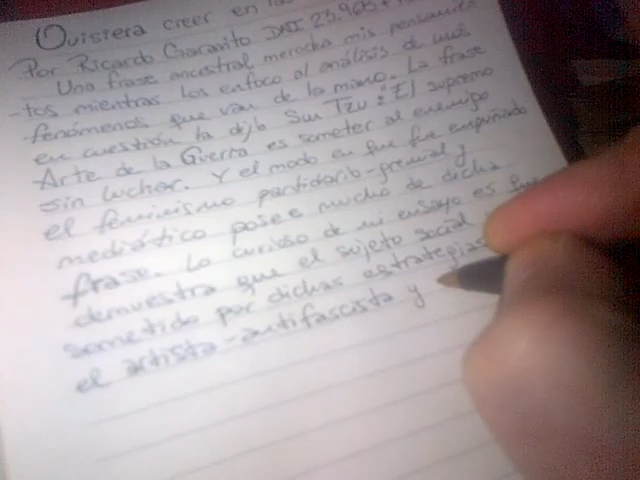 Quisiera creer en
Por Ricardo Garavito DNI 23.965
Una frase ancestral merodea mis pensamien
-tos mientras los enfoco al análisis de dos
fenómenos que van de la mano. La frase
en cuestión la dijo Sun Tzu: "El supremo
Arte de la Guerra es someter al enemigo
sin luchar. Y el modo en que fue empuñado
el feminismo partidario-gremial y
mediático posee mucho de dicha
frase. Lo curioso de mi ensayo es que
demuestra que el sujeto social
sometido por dichas estrategias
el artista-antifascista y